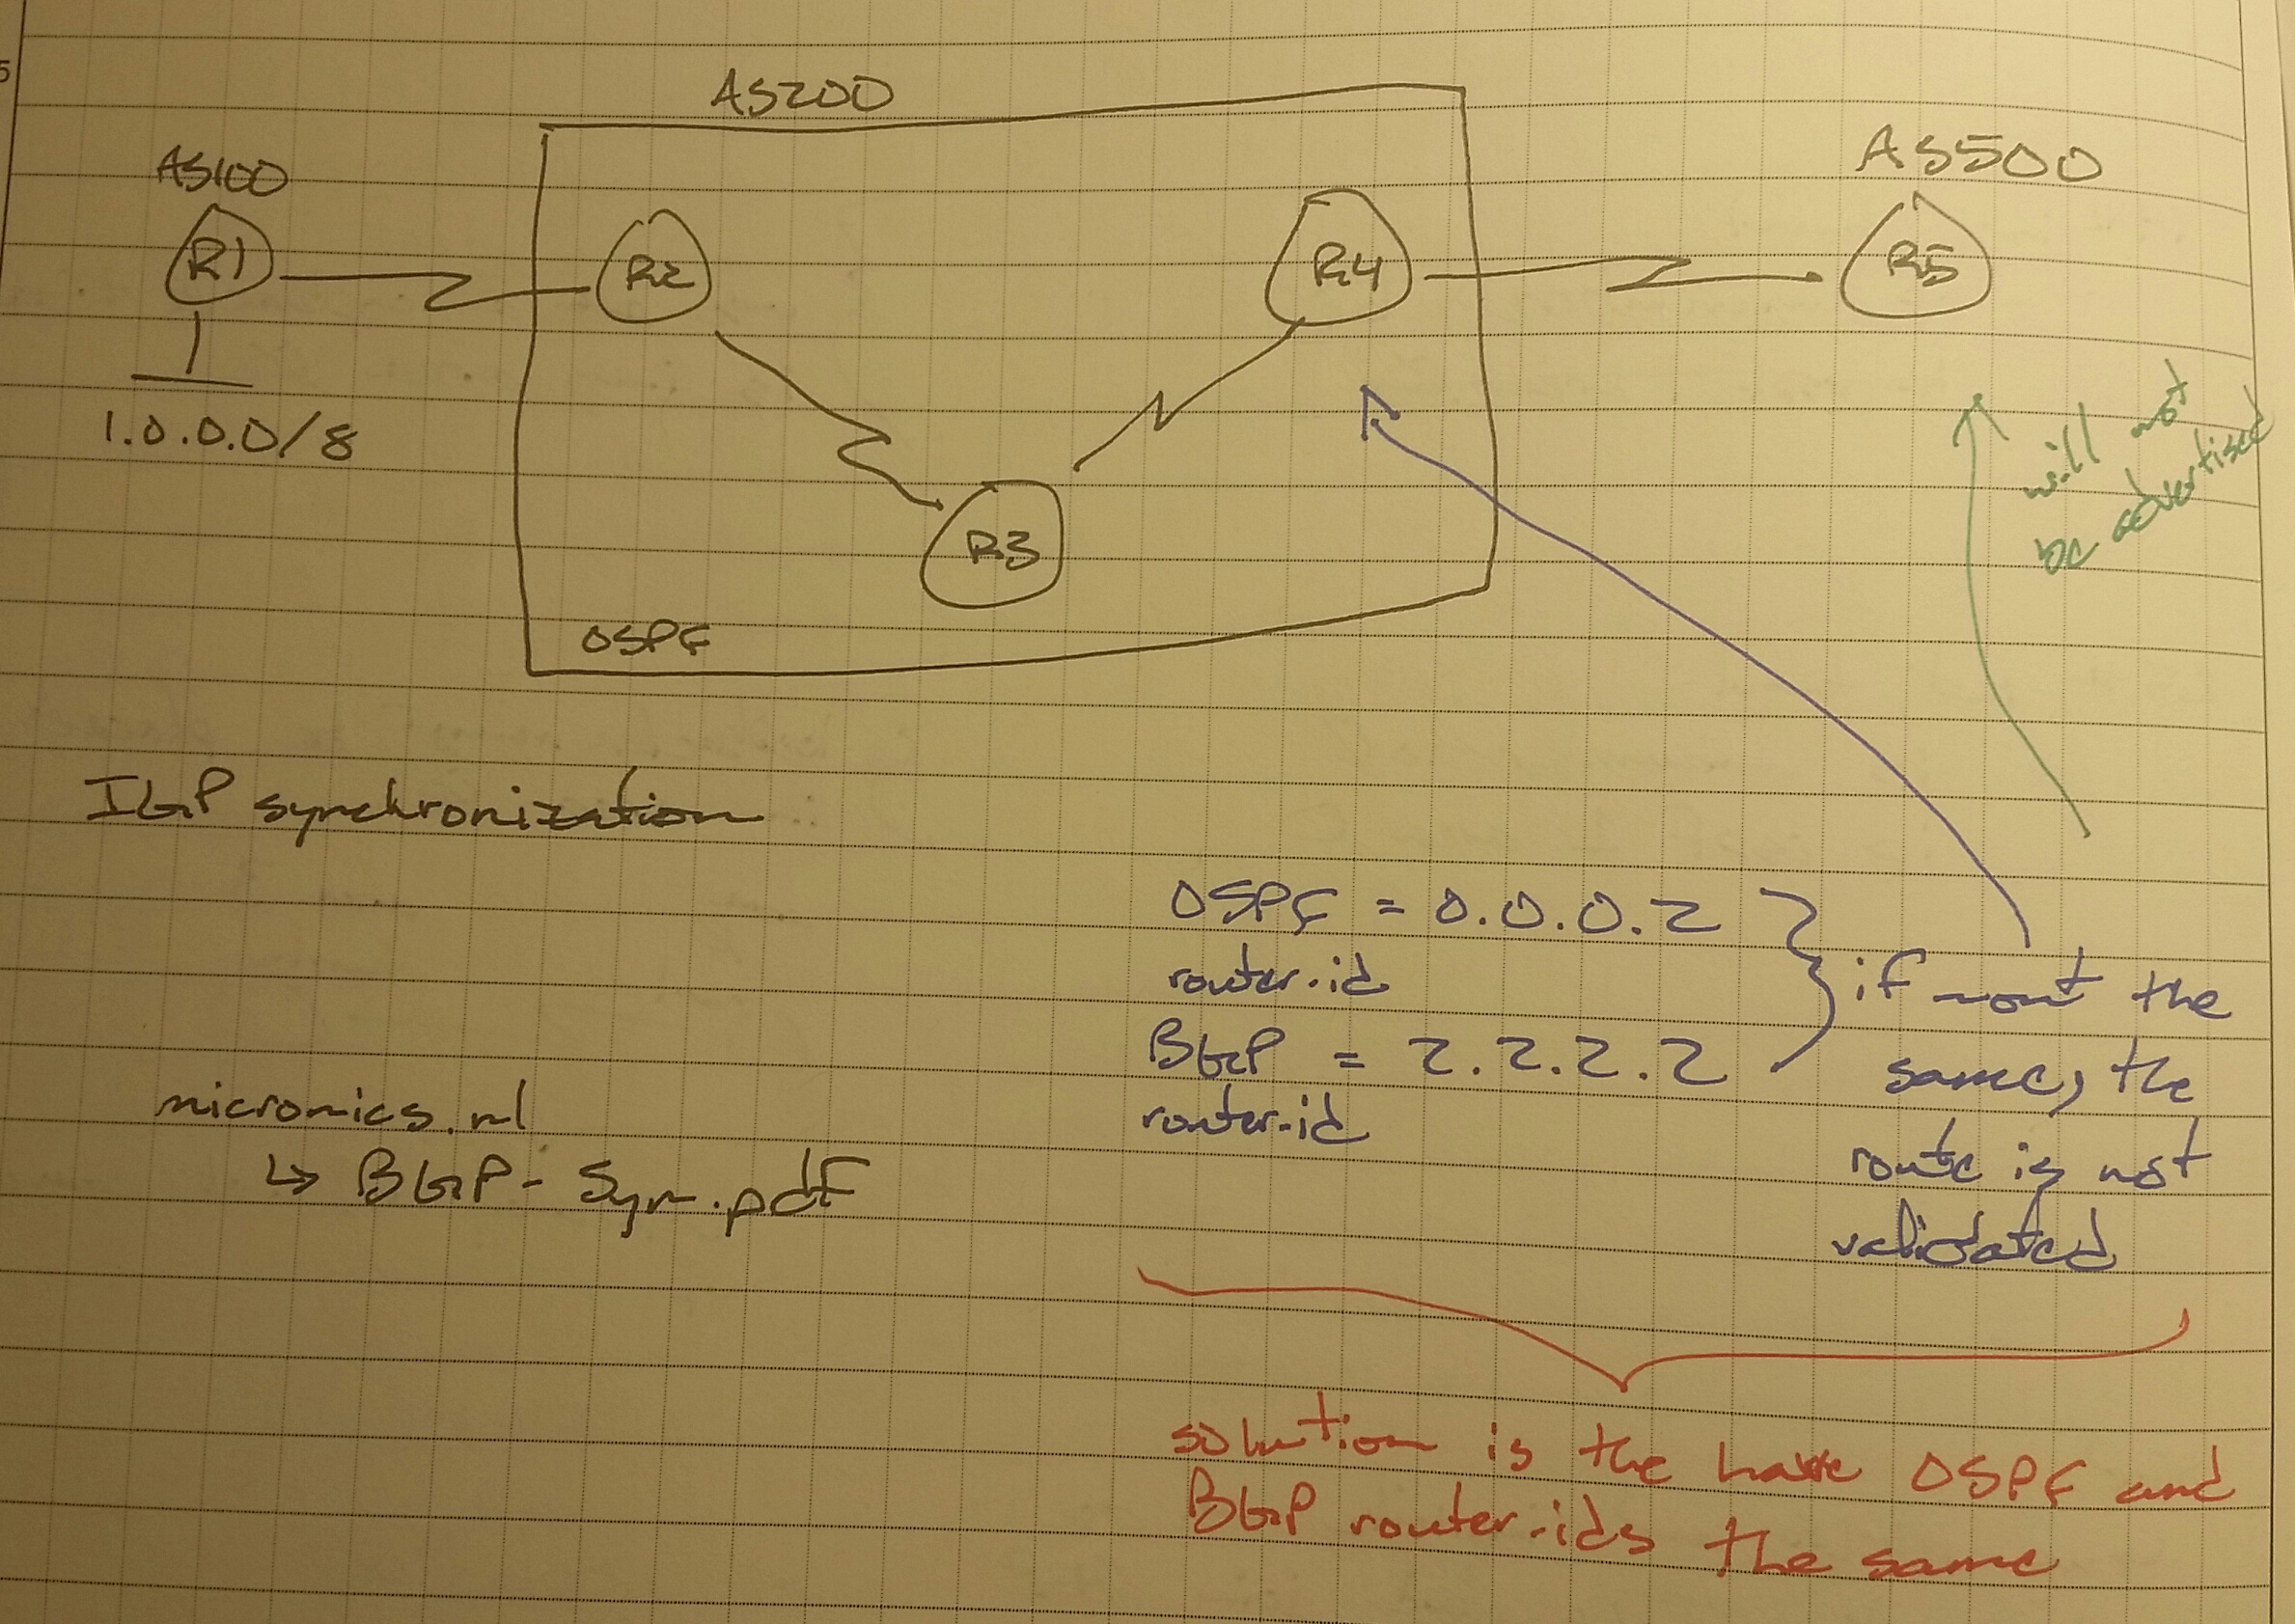 5
AS200
AS100
AS500
R1
R2
R4
R5
1.0.0.0/8
R3
OSPF
will not
be advertised
IGP synchronization
OSPF = 0.0.0.2
router-id
BGP = 2.2.2.2
router-id
if not the
same, the
route is not
validated
micronics.nl
↳ BGP-Syn.pdf
solution is the have OSPF and
BGP router-ids the same